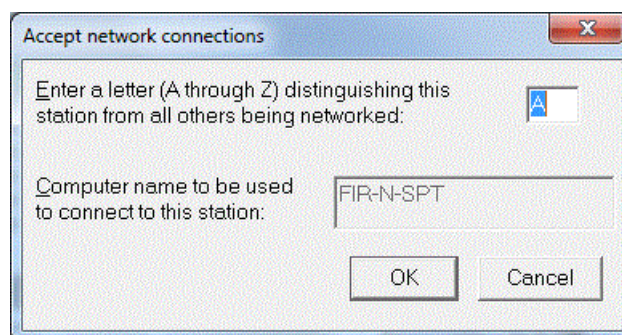 Accept network connections
Enter a letter (A through Z) distinguishing this
station from all others being networked:
A
Computer name to be used
to connect to this station:
FIR-N-SPT
OK
Cancel